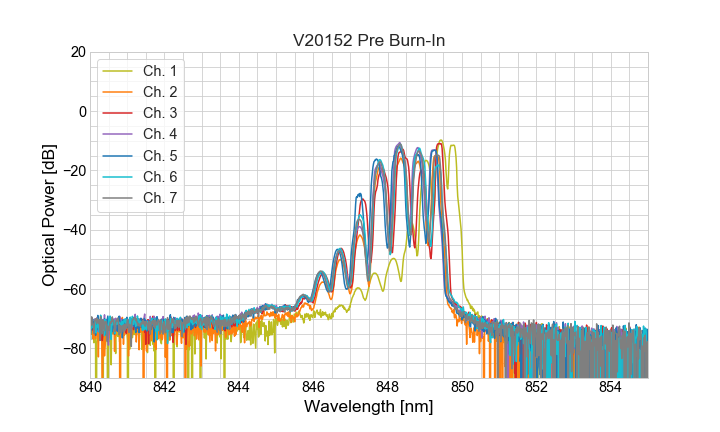 V20152 Pre Burn-In
20
0
−20
−40
−60
−80
Optical Power [dB]
Ch. 1
Ch. 2
Ch. 3
Ch. 4
Ch. 5
Ch. 6
Ch. 7
840
842
844
846
848
850
852
854
Wavelength [nm]